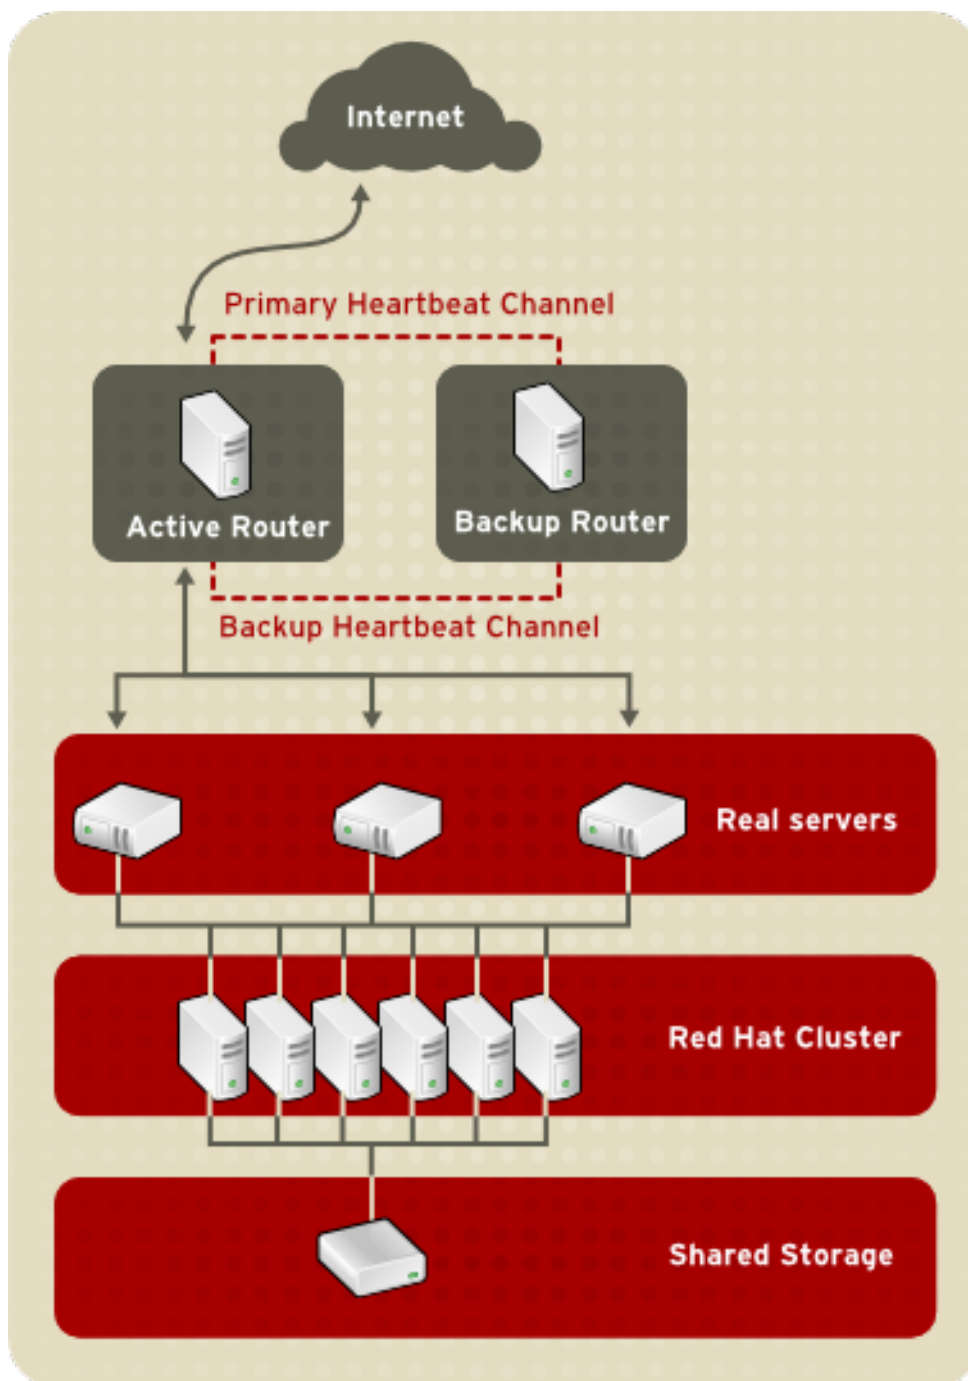 Internet
Primary Heartbeat Channel
Active Router
Backup Router
Backup Heartbeat Channel
Real servers
Red Hat Cluster
Shared Storage